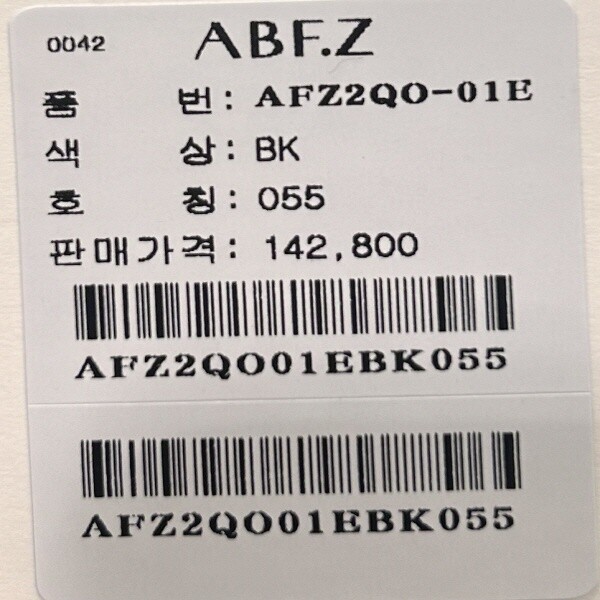 0042 ABF.Z
품 번: AFZ2QO-01E
색 상: BK
호 칭: 055
판매가격: 142,800
AFZ2QO01EBK055
AFZ2QO01EBK055